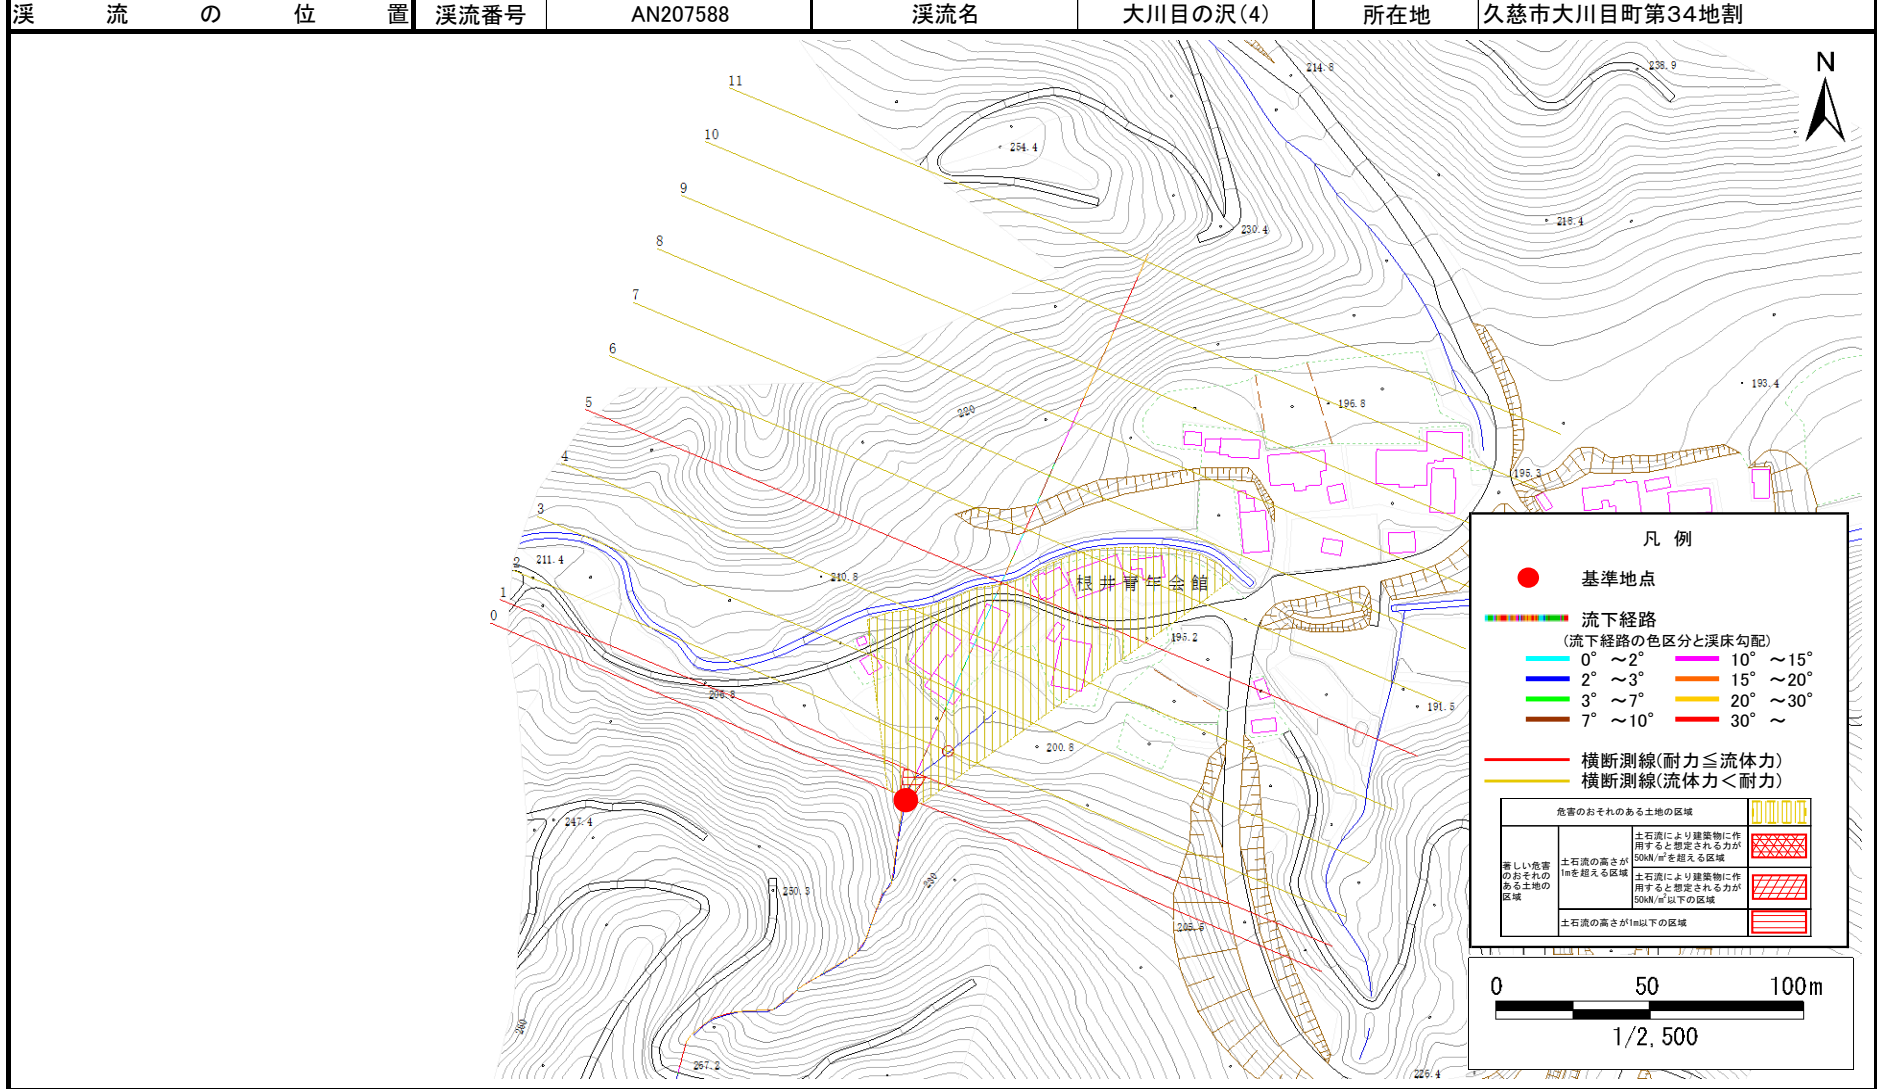 渓流の位置 渓流番号 AN207588 渓流名 大川目の沢(4) 所在地 久慈市大川目町第34地割
N
11
10
9
8
7
6
5
4
3
2
1
0
214.8
238.9
254.4
230.4
218.4
220
196.8
193.4
195.3
211.4
210.8
根井青年会館
195.2
206.8
191.5
200.8
247.4
250.3
230
205.5
260
267.2
226.4
凡例
基準地点
流下経路
(流下経路の色区分と渓床勾配)
0° ～2° 10° ～15°
2° ～3° 15° ～20°
3° ～7° 20° ～30°
7° ～10° 30° ～
横断測線(耐力≦流体力)
横断測線(流体力＜耐力)
危害のおそれのある土地の区域
著しい危害のおそれのある土地の区域
土石流の高さが1mを超える区域
土石流により建築物に作用すると想定される力が50kN/m²を超える区域
土石流により建築物に作用すると想定される力が50kN/m²以下の区域
土石流の高さが1m以下の区域
0 50 100m
1/2,500